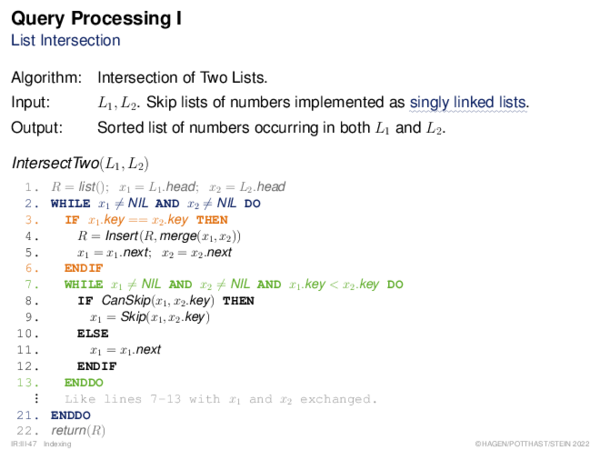 Query Processing I
List Intersection
Algorithm: Intersection of Two Lists.
Input: L₁, L₂. Skip lists of numbers implemented as singly linked lists.
Output: Sorted list of numbers occurring in both L₁ and L₂.
IntersectTwo(L₁, L₂)
1. R = list(); x₁ = L₁.head; x₂ = L₂.head
2. WHILE x₁ ≠ NIL AND x₂ ≠ NIL DO
3. IF x₁.key == x₂.key THEN
4. R = Insert(R, merge(x₁, x₂))
5. x₁ = x₁.next; x₂ = x₂.next
6. ENDIF
7. WHILE x₁ ≠ NIL AND x₂ ≠ NIL AND x₁.key < x₂.key DO
8. IF CanSkip(x₁, x₂.key) THEN
9. x₁ = Skip(x₁, x₂.key)
10. ELSE
11. x₁ = x₁.next
12. ENDIF
13. ENDDO
⋮ Like lines 7–13 with x₁ and x₂ exchanged.
21. ENDDO
22. return(R)
IR:III-47 Indexing ©HAGEN/POTTHAST/STEIN 2022